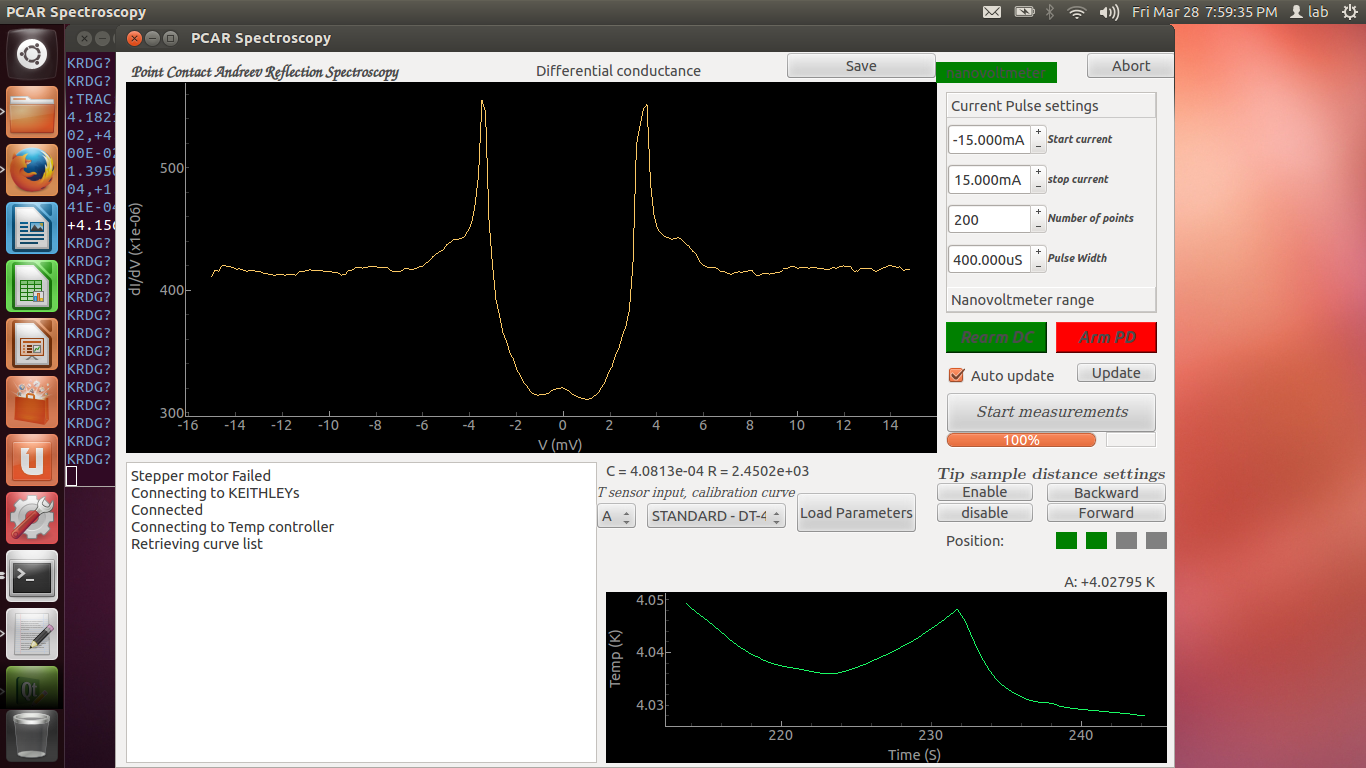 PCAR Spectroscopy
Fri Mar 28 7:59:35 PM
lab
PCAR Spectroscopy
KRDG?
KRDG?
:TRAC
4.1821
02,+4
00E-02
1.3950
04,+1
41E-04
+4.150
KRDG?
KRDG?
KRDG?
KRDG?
KRDG?
KRDG?
KRDG?
KRDG?
KRDG?
KRDG?
KRDG?
KRDG?
KRDG?
Point Contact Andreev Reflection Spectroscopy
Differential conductance
Save
Abort
dI/dV (x1e-06)
500
400
300
-16 -14 -12 -10 -8 -6 -4 -2 0 2 4 6 8 10 12 14
V (mV)
Current Pulse settings
-15.000mA Start current
15.000mA stop current
200 Number of points
400.000uS Pulse Width
Nanovoltmeter range
Rearm DC
Arm PD
Auto update
Update
Start measurements
100%
Stepper motor Failed
Connecting to KEITHLEYs
Connected
Connecting to Temp controller
Retrieving curve list
C = 4.0813e-04 R = 2.4502e+03
T sensor input, calibration curve
A
STANDARD - DT-4
Load Parameters
Tip sample distance settings
Enable
Backward
disable
Forward
Position:
A: +4.02795 K
Temp (K)
4.05
4.04
4.03
220 230 240
Time (S)
Qt